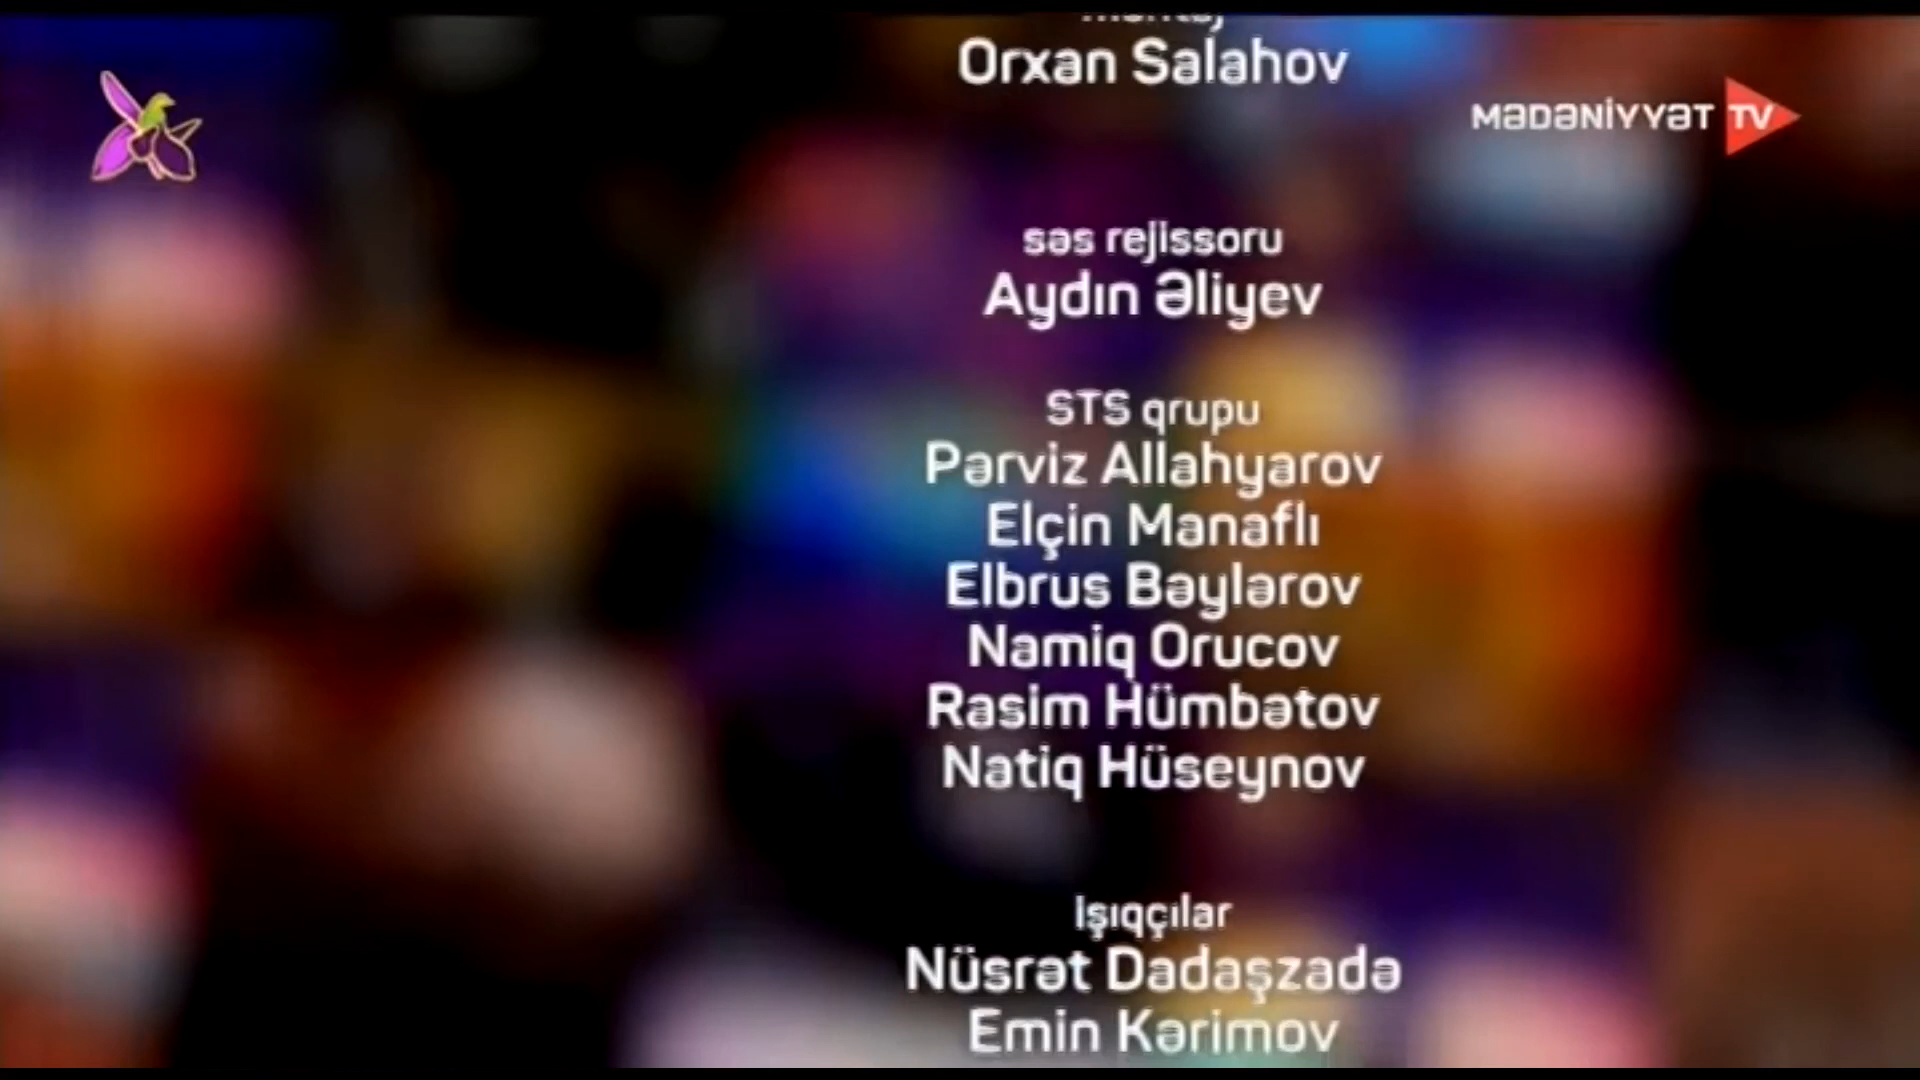 Orxan Salahov
MƏDƏNİYYƏT TV
səs rejissoru
Aydın Əliyev
STS qrupu
Pərviz Allahyarov
Elçin Manaflı
Elbrus Bəylərov
Namiq Orucov
Rasim Hümbətov
Natiq Hüseynov
işıqçılar
Nüsrət Dadaşzadə
Emin Kərimov